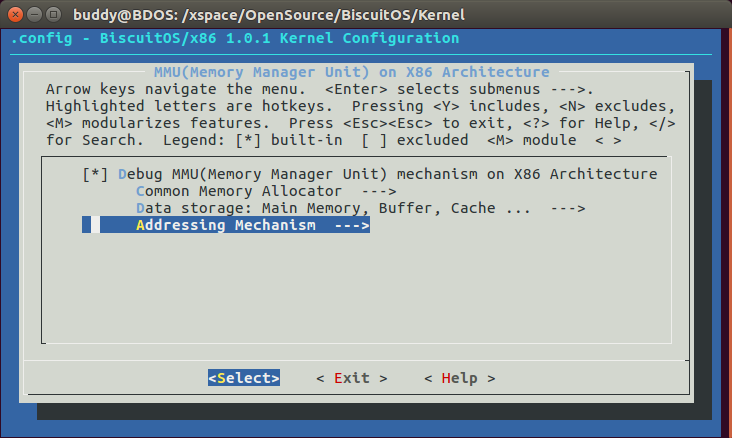 buddy@BDOS: /xspace/OpenSource/BiscuitOS/Kernel
.config - BiscuitOS/x86 1.0.1 Kernel Configuration
MMU(Memory Manager Unit) on X86 Architecture
Arrow keys navigate the menu.  <Enter> selects submenus --->.
Highlighted letters are hotkeys.  Pressing <Y> includes, <N> excludes,
<M> modularizes features.  Press <Esc><Esc> to exit, <?> for Help, </>
for Search.  Legend: [*] built-in  [ ] excluded  <M> module  < >
[*] Debug MMU(Memory Manager Unit) mechanism on X86 Architecture
Common Memory Allocator  --->
Data storage: Main Memory, Buffer, Cache ...  --->
Addressing Mechanism  --->
<Select>    < Exit >    < Help >